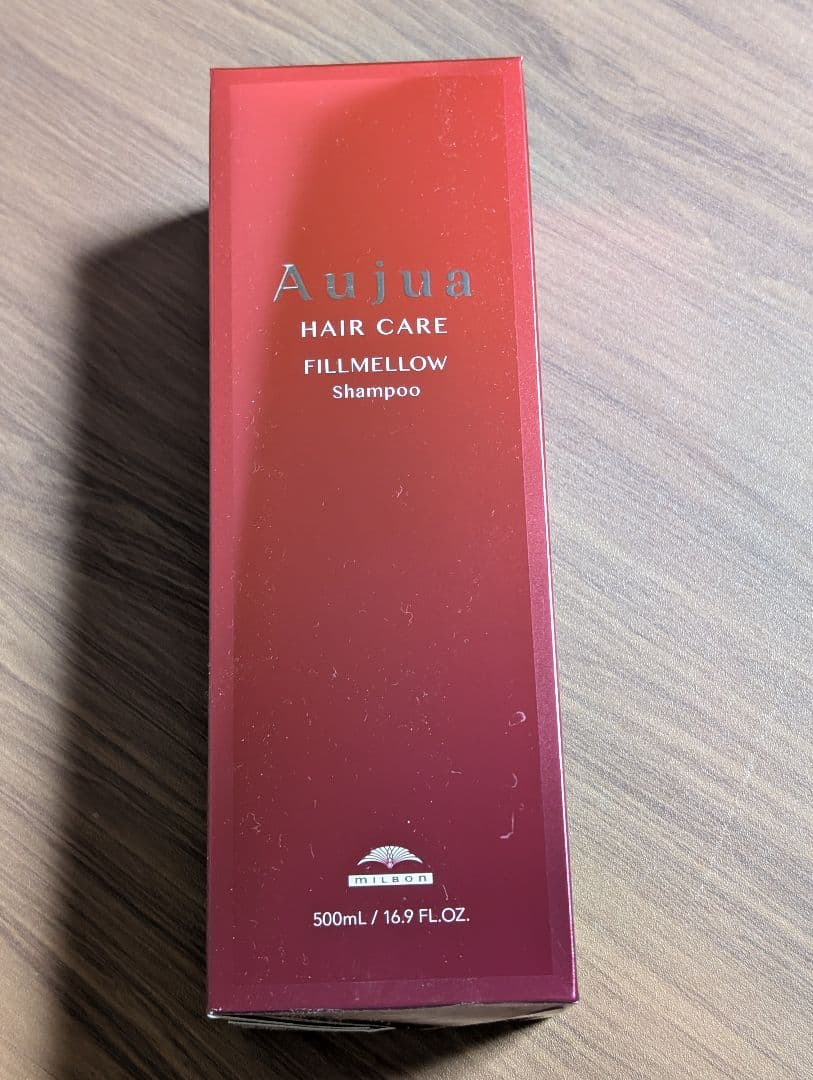 Aujua
HAIR CARE
FILLMELLOW
Shampoo
MILBON
500mL / 16.9 FL.OZ.